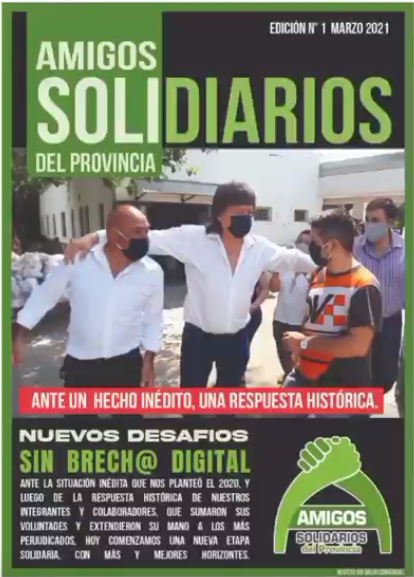 EDICIÓN N° 1 MARZO 2021
AMIGOS
SOLIDIARIOS
DEL PROVINCIA
ANTE UN HECHO INÉDITO, UNA RESPUESTA HISTÓRICA.
NUEVOS DESAFIOS
SIN BRECH@ DIGITAL
ANTE LA SITUACIÓN INÉDITA QUE NOS PLANTEÓ EL 2020, Y
LUEGO DE LA RESPUESTA HISTÓRICA DE NUESTROS
INTEGRANTES Y COLABORADORES, QUE SUMARON SUS
VOLUNTADES Y EXTENDIERON SU MANO A LOS MÁS
PERJUDICADOS, HOY COMENZAMOS UNA NUEVA ETAPA
SOLIDARIA, CON MÁS Y MEJORES HORIZONTES.
AMIGOS
SOLIDARIOS
del Provincia